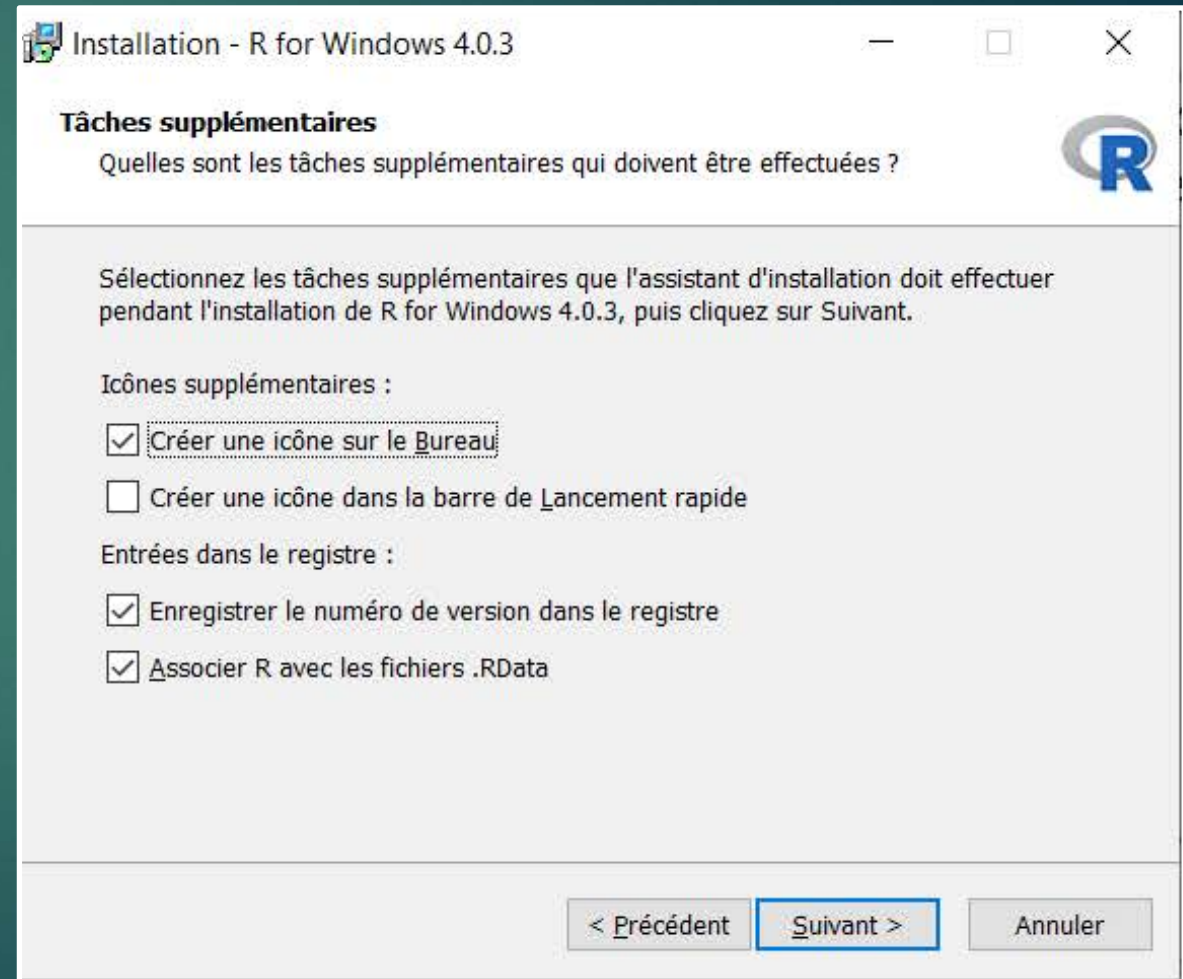 Installation - R for Windows 4.0.3
Tâches supplémentaires
Quelles sont les tâches supplémentaires qui doivent être effectuées ?
R
Sélectionnez les tâches supplémentaires que l'assistant d'installation doit effectuer
pendant l'installation de R for Windows 4.0.3, puis cliquez sur Suivant.
Icônes supplémentaires :
Créer une icône sur le Bureau
Créer une icône dans la barre de Lancement rapide
Entrées dans le registre :
Enregistrer le numéro de version dans le registre
Associer R avec les fichiers .RData
< Précédent Suivant > Annuler